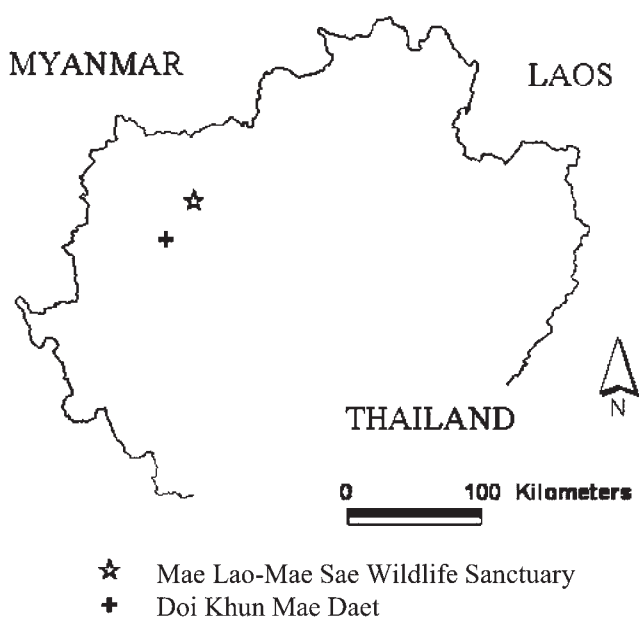 MYANMAR
LAOS
N
THAILAND
0 100 Kilometers
Mae Lao-Mae Sae Wildlife Sanctuary
Doi Khun Mae Daet